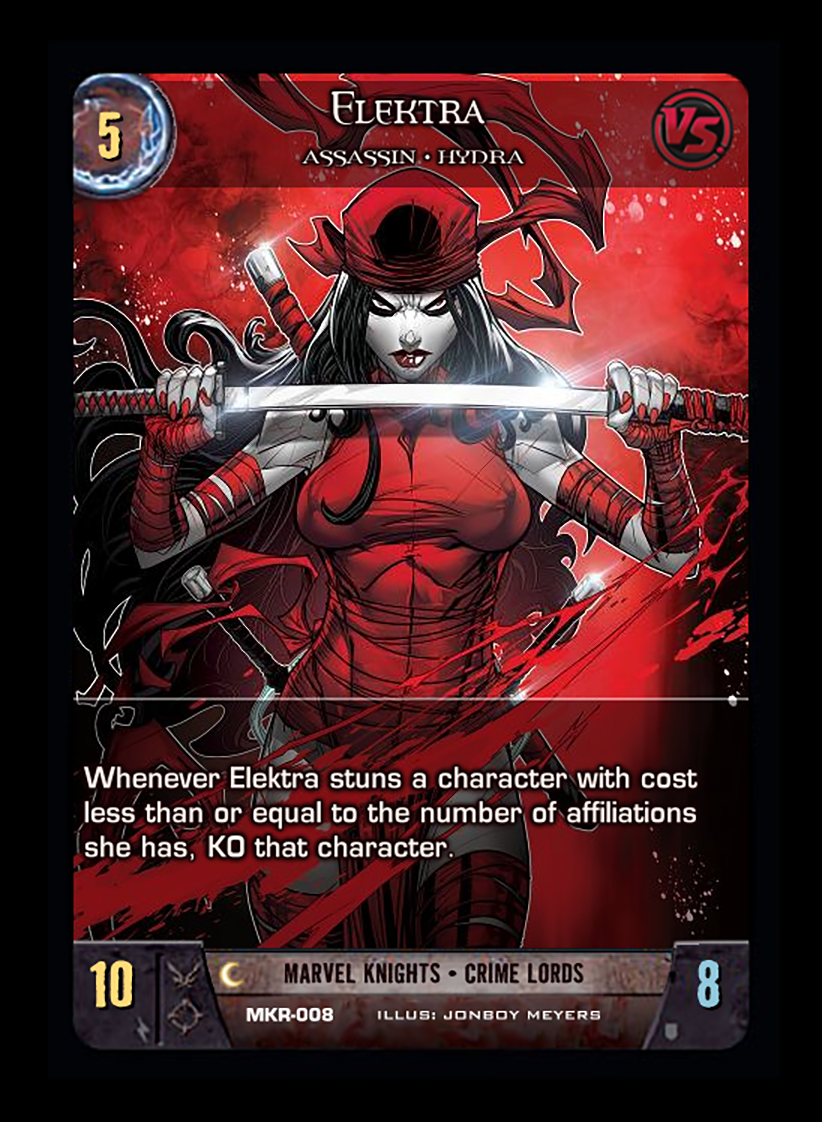 5
ELEKTRA
VS.
ASSASSIN • HYDRA
Whenever Elektra stuns a character with cost
less than or equal to the number of affiliations
she has, KO that character.
10
MARVEL KNIGHTS • CRIME LORDS
8
MKR-008 ILLUS: JONBOY MEYERS